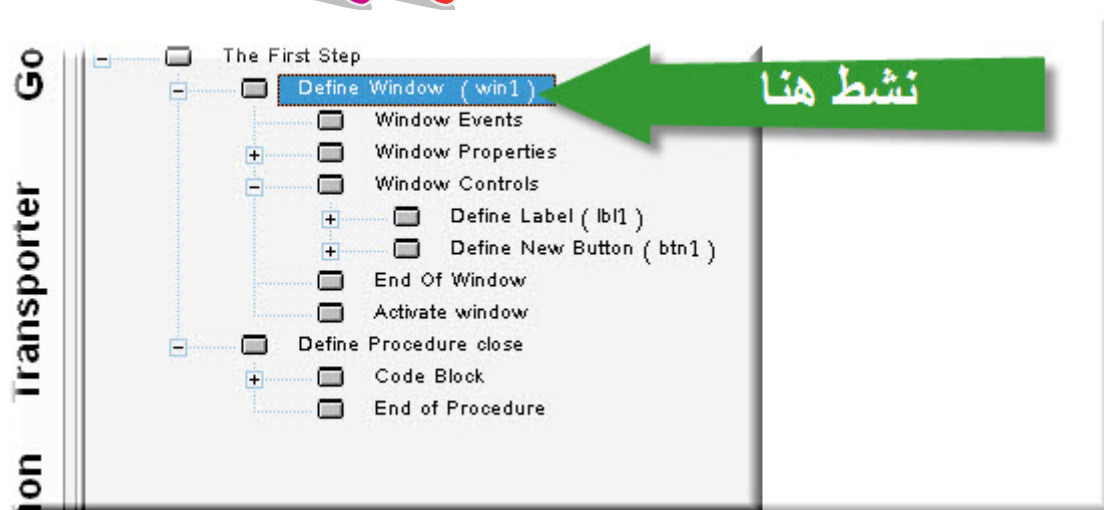 Go
Transporter
The First Step
Define Window ( win1 )
نشط هنا
Window Events
Window Properties
Window Controls
Define Label ( lbl1 )
Define New Button ( btn1 )
End Of Window
Activate window
Define Procedure close
Code Block
End of Procedure